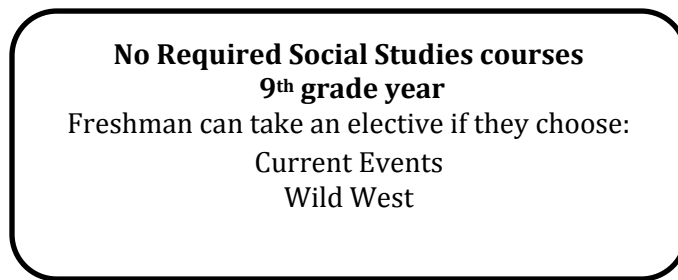 No Required Social Studies courses
9th grade year
Freshman can take an elective if they choose:
Current Events
Wild West